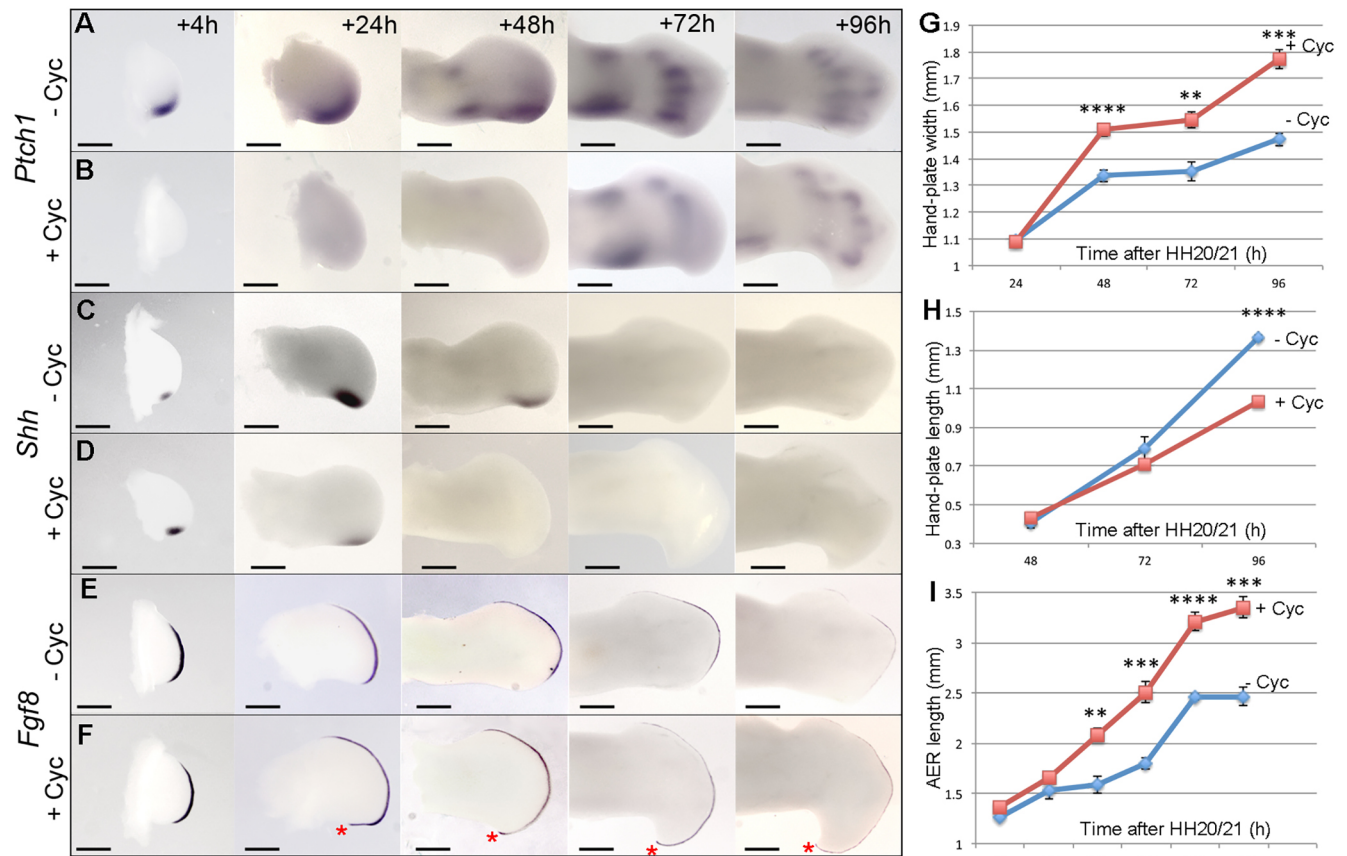 A +4h +24h +48h +72h +96h
- Cyc
Ptch1
B
+ Cyc
C
- Cyc
Shh
D
+ Cyc
E
- Cyc
Fgf8
F
+ Cyc
* * * *
G
Hand-plate width (mm)
1.9
1.8
1.7
1.6
1.5
1.4
1.3
1.2
1.1
1
****
**
***
+ Cyc
- Cyc
Time after HH20/21 (h)
24 48 72 96
H
Hand-plate length (mm)
1.5
1.3
1.1
0.9
0.7
0.5
0.3
****
- Cyc
+ Cyc
Time after HH20/21 (h)
48 72 96
I
AER length (mm)
3.5
3
2.5
2
1.5
1
**
***
****
***
+ Cyc
- Cyc
Time after HH20/21 (h)